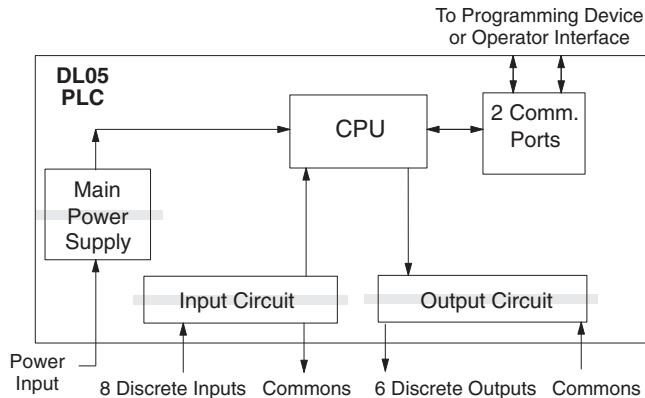 To Programming Device
or Operator Interface
DL05
PLC
CPU
2 Comm.
Ports
Main
Power
Supply
Input Circuit
Output Circuit
Power
Input
8 Discrete Inputs
Commons
6 Discrete Outputs
Commons